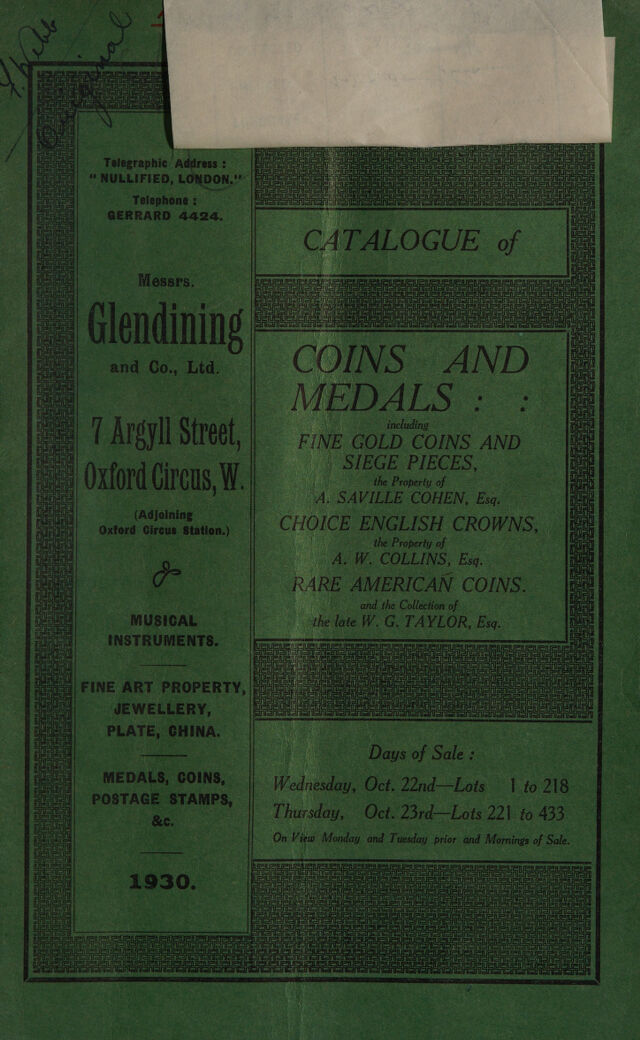 Original
Telegraphic Address :
"NULLIFIED, LONDON."
Telephone :
GERRARD 4424.
Messrs.
Glendining
and Co., Ltd.
7 Argyll Street,
Oxford Circus, W.
(Adjoining
Oxford Circus Station.)
MUSICAL
INSTRUMENTS.
FINE ART PROPERTY,
JEWELLERY,
PLATE, CHINA.
MEDALS, COINS,
POSTAGE STAMPS,
&c.
1930.
CATALOGUE of
COINS AND
MEDALS : :
including
FINE GOLD COINS AND
SIEGE PIECES,
the Property of
A. SAVILLE COHEN, Esq.
CHOICE ENGLISH CROWNS,
the Property of
A. W. COLLINS, Esq.
RARE AMERICAN COINS.
and the Collection of
the late W. G. TAYLOR, Esq.
Days of Sale :
Wednesday, Oct. 22nd—Lots 1 to 218
Thursday, Oct. 23rd—Lots 221 to 433
On View Monday and Tuesday prior and Mornings of Sale.